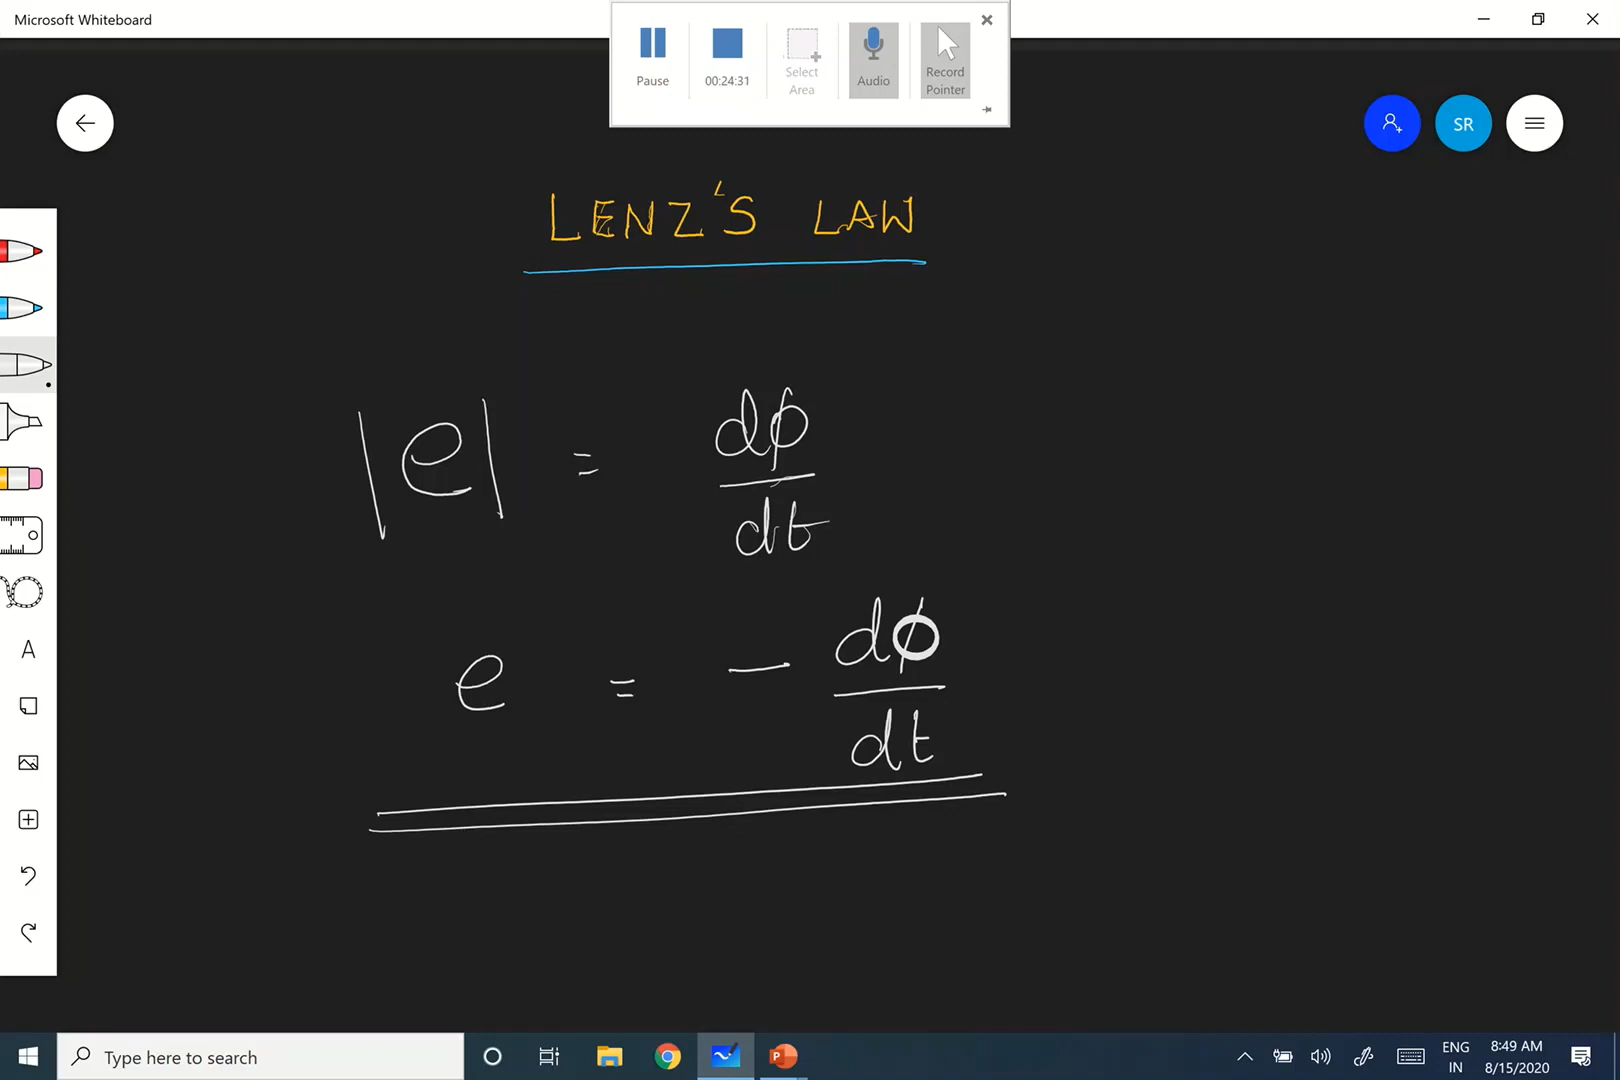 Microsoft Whiteboard
Pause
00:24:31
Select Area
Audio
Record Pointer
SR
LENZ'S LAW
|e| = dϕ/dt
e = - dϕ/dt
A
Type here to search
ENG
IN
8:49 AM
8/15/2020